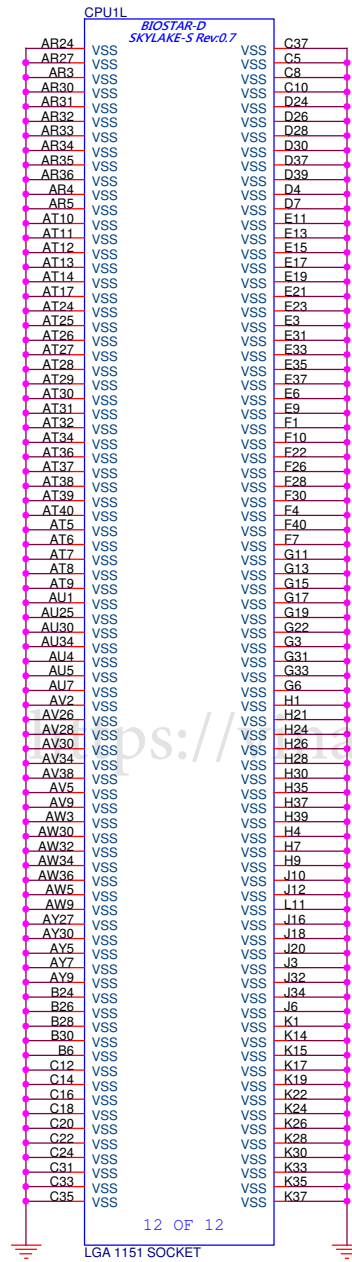 CPU1L
BIOSTAR-D
SKYLAKE-S Rev:0.7
AR24 VSS VSS C37
AR27 VSS VSS C5
AR3 VSS VSS C8
AR30 VSS VSS C10
AR31 VSS VSS D24
AR32 VSS VSS D26
AR33 VSS VSS D28
AR34 VSS VSS D30
AR35 VSS VSS D37
AR36 VSS VSS D39
AR4 VSS VSS D4
AR5 VSS VSS D7
AT10 VSS VSS E11
AT11 VSS VSS E13
AT12 VSS VSS E15
AT13 VSS VSS E17
AT14 VSS VSS E19
AT17 VSS VSS E21
AT24 VSS VSS E23
AT25 VSS VSS E3
AT26 VSS VSS E31
AT27 VSS VSS E33
AT28 VSS VSS E35
AT29 VSS VSS E37
AT30 VSS VSS E6
AT31 VSS VSS E9
AT32 VSS VSS F1
AT34 VSS VSS F10
AT36 VSS VSS F22
AT37 VSS VSS F26
AT38 VSS VSS F28
AT39 VSS VSS F30
AT40 VSS VSS F4
AT5 VSS VSS F40
AT6 VSS VSS F7
AT7 VSS VSS G11
AT8 VSS VSS G13
AT9 VSS VSS G15
AU1 VSS VSS G17
AU25 VSS VSS G19
AU30 VSS VSS G22
AU34 VSS VSS G3
AU4 VSS VSS G31
AU5 VSS VSS G33
AU7 VSS VSS G6
AV2 VSS VSS H1
AV26 VSS VSS H21
AV28 VSS VSS H24
AV30 VSS VSS H26
AV34 VSS VSS H28
AV38 VSS VSS H30
AV5 VSS VSS H35
AV9 VSS VSS H37
AW3 VSS VSS H39
AW30 VSS VSS H4
AW32 VSS VSS H7
AW34 VSS VSS H9
AW36 VSS VSS J10
AW5 VSS VSS J12
AW9 VSS VSS L11
AY27 VSS VSS J16
AY30 VSS VSS J18
AY5 VSS VSS J20
AY7 VSS VSS J3
AY9 VSS VSS J32
B24 VSS VSS J34
B26 VSS VSS J6
B28 VSS VSS K1
B30 VSS VSS K14
B6 VSS VSS K15
C12 VSS VSS K17
C14 VSS VSS K19
C16 VSS VSS K22
C18 VSS VSS K24
C20 VSS VSS K26
C22 VSS VSS K28
C24 VSS VSS K30
C31 VSS VSS K33
C33 VSS VSS K35
C35 VSS VSS K37
12 OF 12
LGA 1151 SOCKET